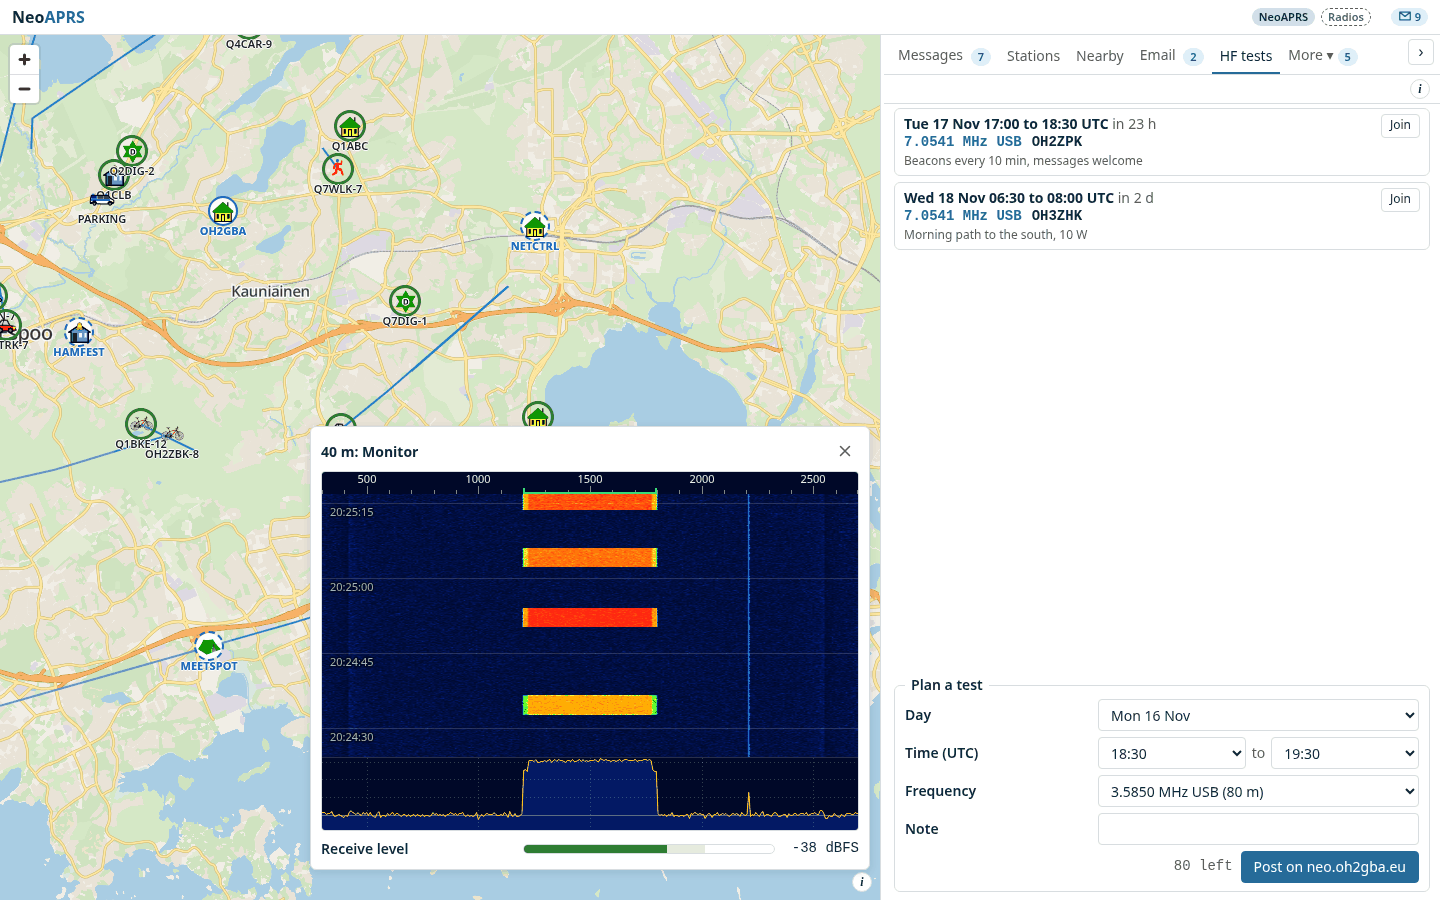 NeoAPRS
NeoAPRS
Radios
9
Messages 7
Stations
Nearby
Email 2
HF tests
More ▾ 5
›
i
+
−
Q4CAR-9
Q1ABC
Q2DIG-2
Q1CLB
Q7WLK-7
PARKING
OH2GBA
NETCTRL
Kauniainen
Q7DIG-1
HAMFEST
Q1BKE-12
OH2ZBK-8
MEETSPOT
Tue 17 Nov 17:00 to 18:30 UTC in 23 h
Join
7.0541 MHz USB OH2ZPK
Beacons every 10 min, messages welcome
Wed 18 Nov 06:30 to 08:00 UTC in 2 d
Join
7.0541 MHz USB OH3ZHK
Morning path to the south, 10 W
40 m: Monitor
500 1000 1500 2000 2500
20:25:15
20:25:00
20:24:45
20:24:30
Receive level
-38 dBFS
i
Plan a test
Day
Mon 16 Nov
Time (UTC)
18:30 to 19:30
Frequency
3.5850 MHz USB (80 m)
Note
80 left
Post on neo.oh2gba.eu